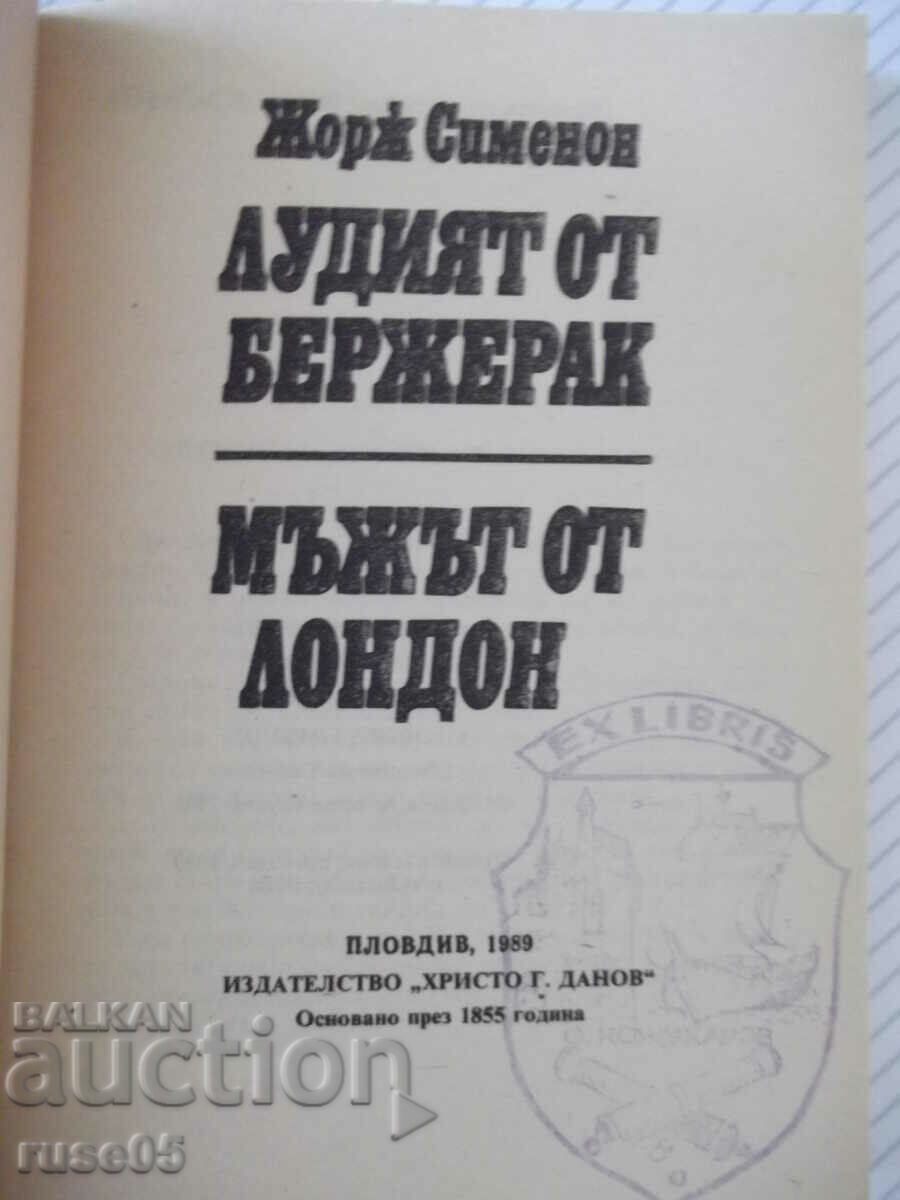 Жорж Сименон
ЛУДИЯТ ОТ
БЕРЖЕРАК
МЪЖЪТ ОТ
ЛОНДОН
EX LIBRIS
ПЛОВДИВ, 1989
ИЗДАТЕЛСТВО „ХРИСТО Г. ДАНОВ“
Основано през 1855 година
BALKAN
auction
ruse05